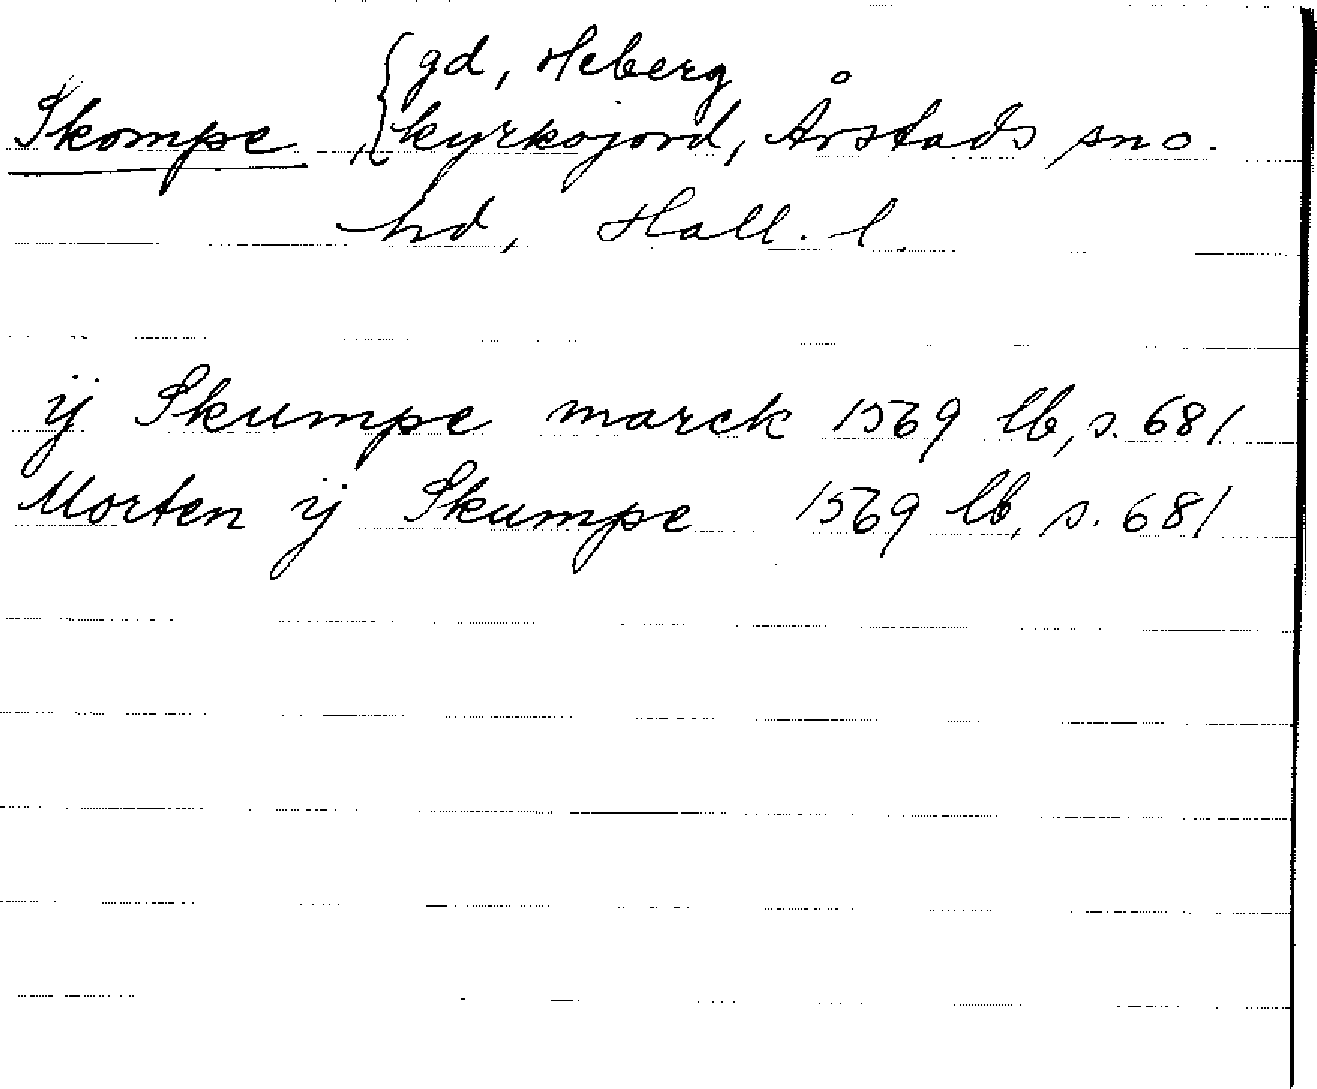 gd, Heberg
Skompe, { kyrkojord, Årstads sn o.
hd, Hall. l.
ij Skumpe marck 1569 lb, s. 681
Morten ij Skumpe 1569 lb, s. 681